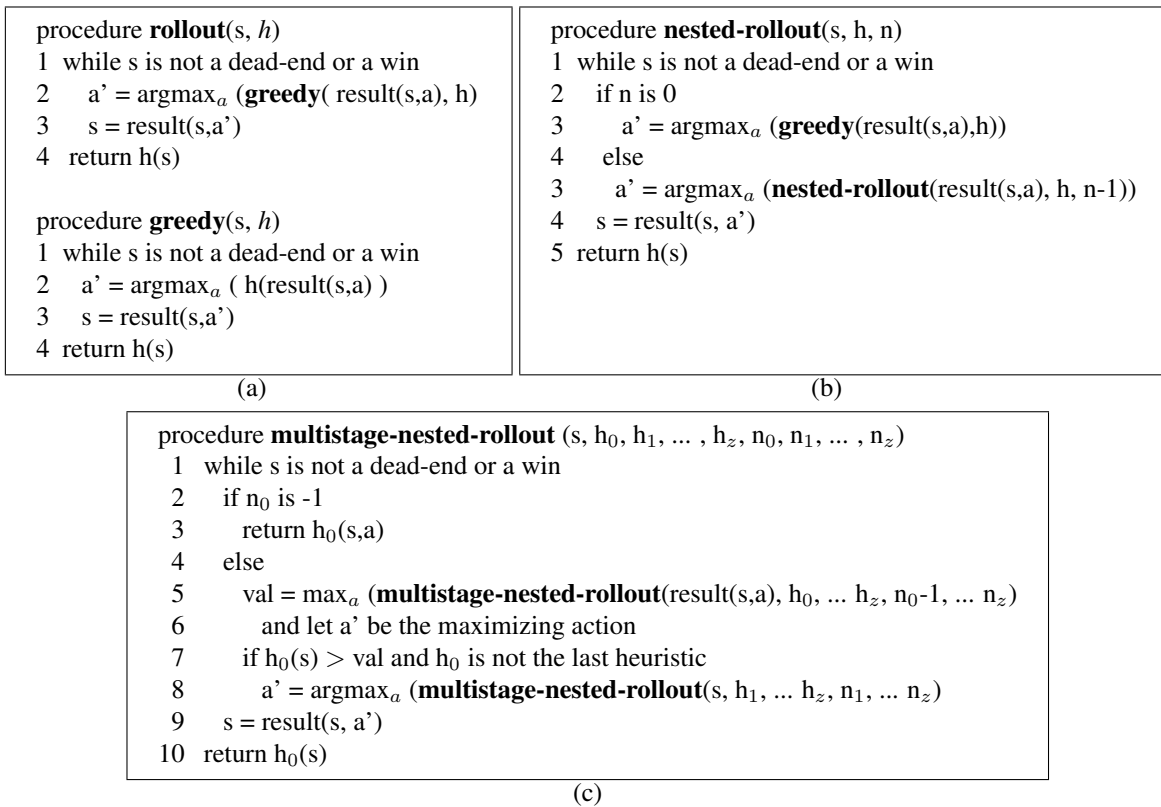 procedure rollout(s, h)
1 while s is not a dead-end or a win
2 a' = argmaxₐ (greedy( result(s,a), h)
3 s = result(s,a')
4 return h(s)
procedure greedy(s, h)
1 while s is not a dead-end or a win
2 a' = argmaxₐ ( h(result(s,a) )
3 s = result(s,a')
4 return h(s)
(a)
procedure nested-rollout(s, h, n)
1 while s is not a dead-end or a win
2 if n is 0
3 a' = argmaxₐ (greedy(result(s,a),h))
4 else
3 a' = argmaxₐ (nested-rollout(result(s,a), h, n-1))
4 s = result(s, a')
5 return h(s)
(b)
procedure multistage-nested-rollout (s, h₀, h₁, ... , h_z, n₀, n₁, ... , n_z)
1 while s is not a dead-end or a win
2 if n₀ is -1
3 return h₀(s,a)
4 else
5 val = maxₐ (multistage-nested-rollout(result(s,a), h₀, ... h_z, n₀-1, ... n_z)
6 and let a' be the maximizing action
7 if h₀(s) > val and h₀ is not the last heuristic
8 a' = argmaxₐ (multistage-nested-rollout(s, h₁, ... h_z, n₁, ... n_z)
9 s = result(s, a')
10 return h₀(s)
(c)